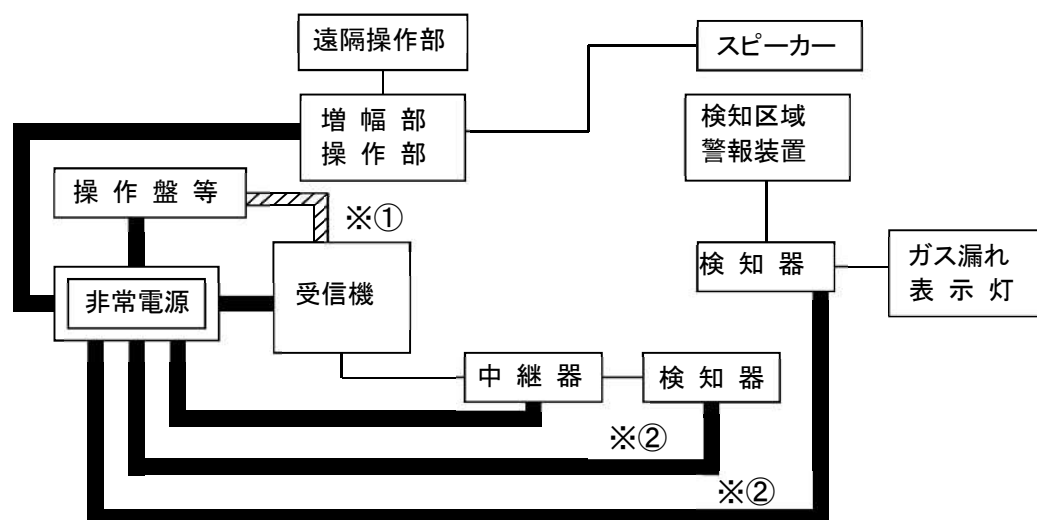 遠隔操作部
スピーカー
増幅部
操作部
検知区域
警報装置
操作盤等
※①
検知器
ガス漏れ
表示灯
非常電源
受信機
中継器
検知器
※②
※②